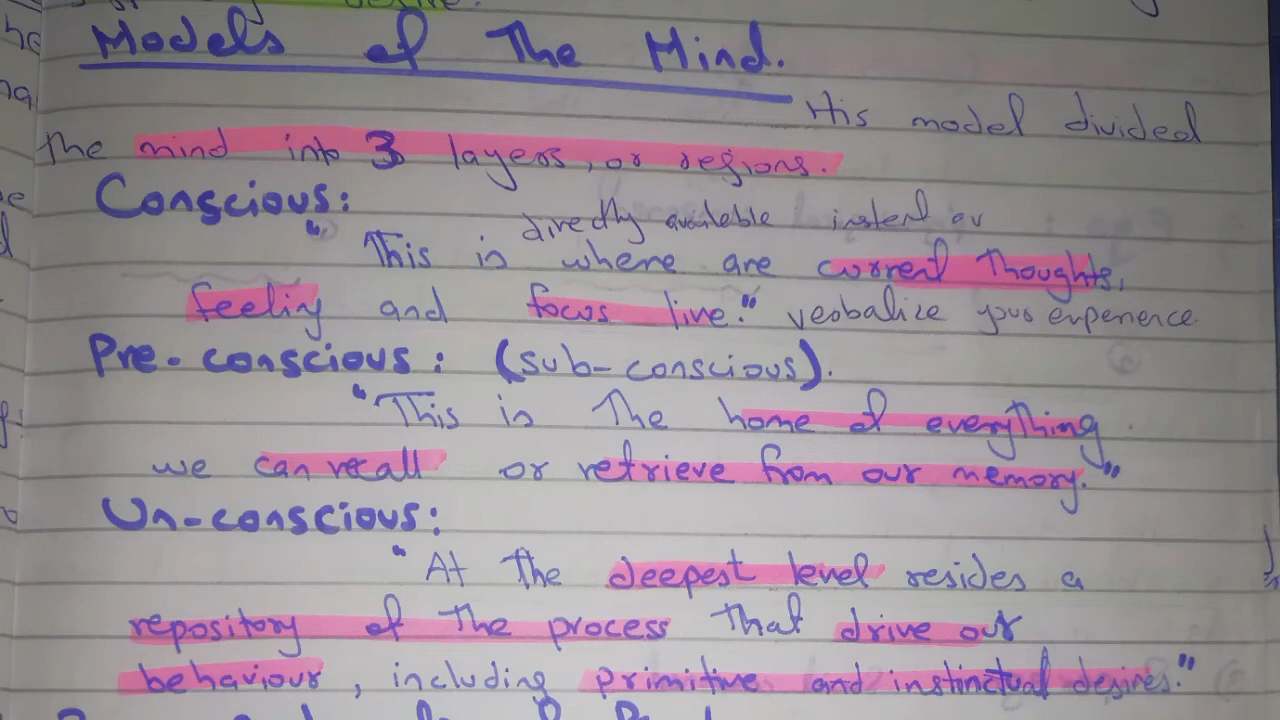 desire.
Models of The Mind.
His model divided
the mind into 3 layers, or regions.
Conscious:
directly available
"This is where are current Thoughts,
feeling and focus live." verbalize your experience
Pre-conscious: (sub-conscious).
"This is The home of everything
we can recall or retrieve from our memory."
Un-conscious:
"At The deepest level resides a
repository of The process That drive our
behaviour, including primitive and instinctual desires."